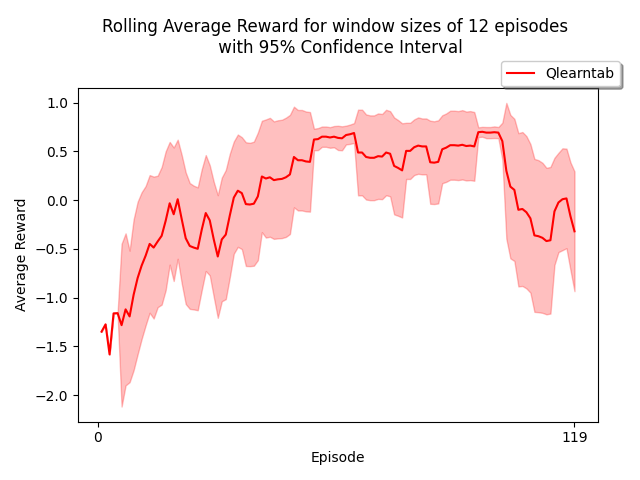 Rolling Average Reward for window sizes of 12 episodes
with 95% Confidence Interval
Qlearntab
1.0
0.5
0.0
−0.5
−1.0
−1.5
−2.0
Average Reward
0 119
Episode